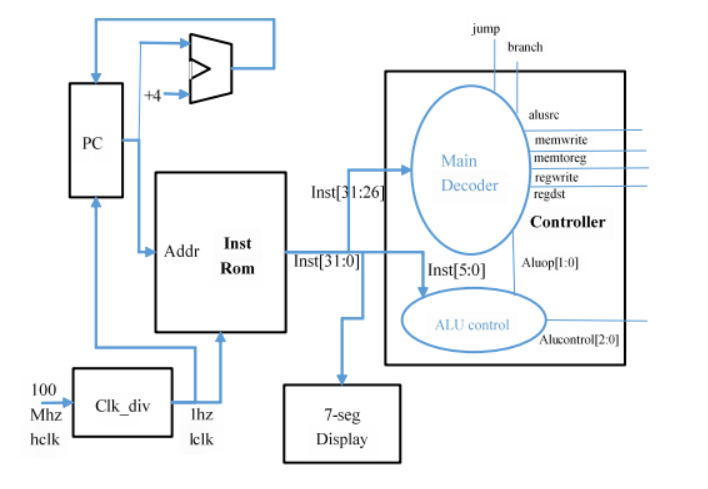 jump
branch
+4
PC
alusrc
memwrite
memtoreg
regwrite
regdst
Main
Decoder
Controller
Inst[31:26]
Addr
Inst
Rom
Inst[31:0]
Inst[5:0]
Aluop[1:0]
ALU control
Alucontrol[2:0]
100
Mhz
hclk
Clk_div
1hz
lclk
7-seg
Display